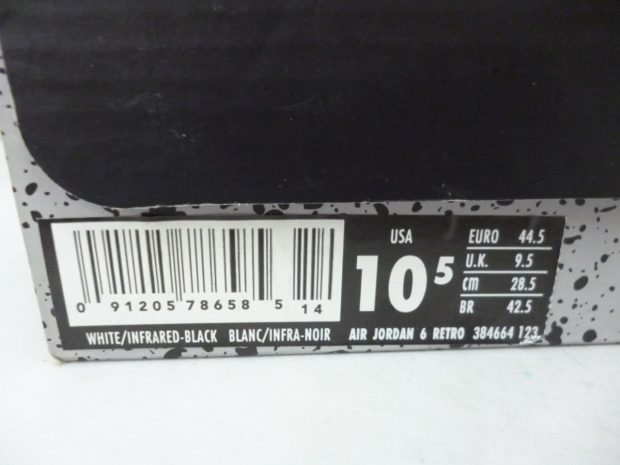 USA
10⁵
EURO 44.5
U.K. 9.5
CM 28.5
BR 42.5
0 91205 78658 5 14
WHITE/INFRARED-BLACK BLANC/INFRA-NOIR AIR JORDAN 6 RETRO 384664 123